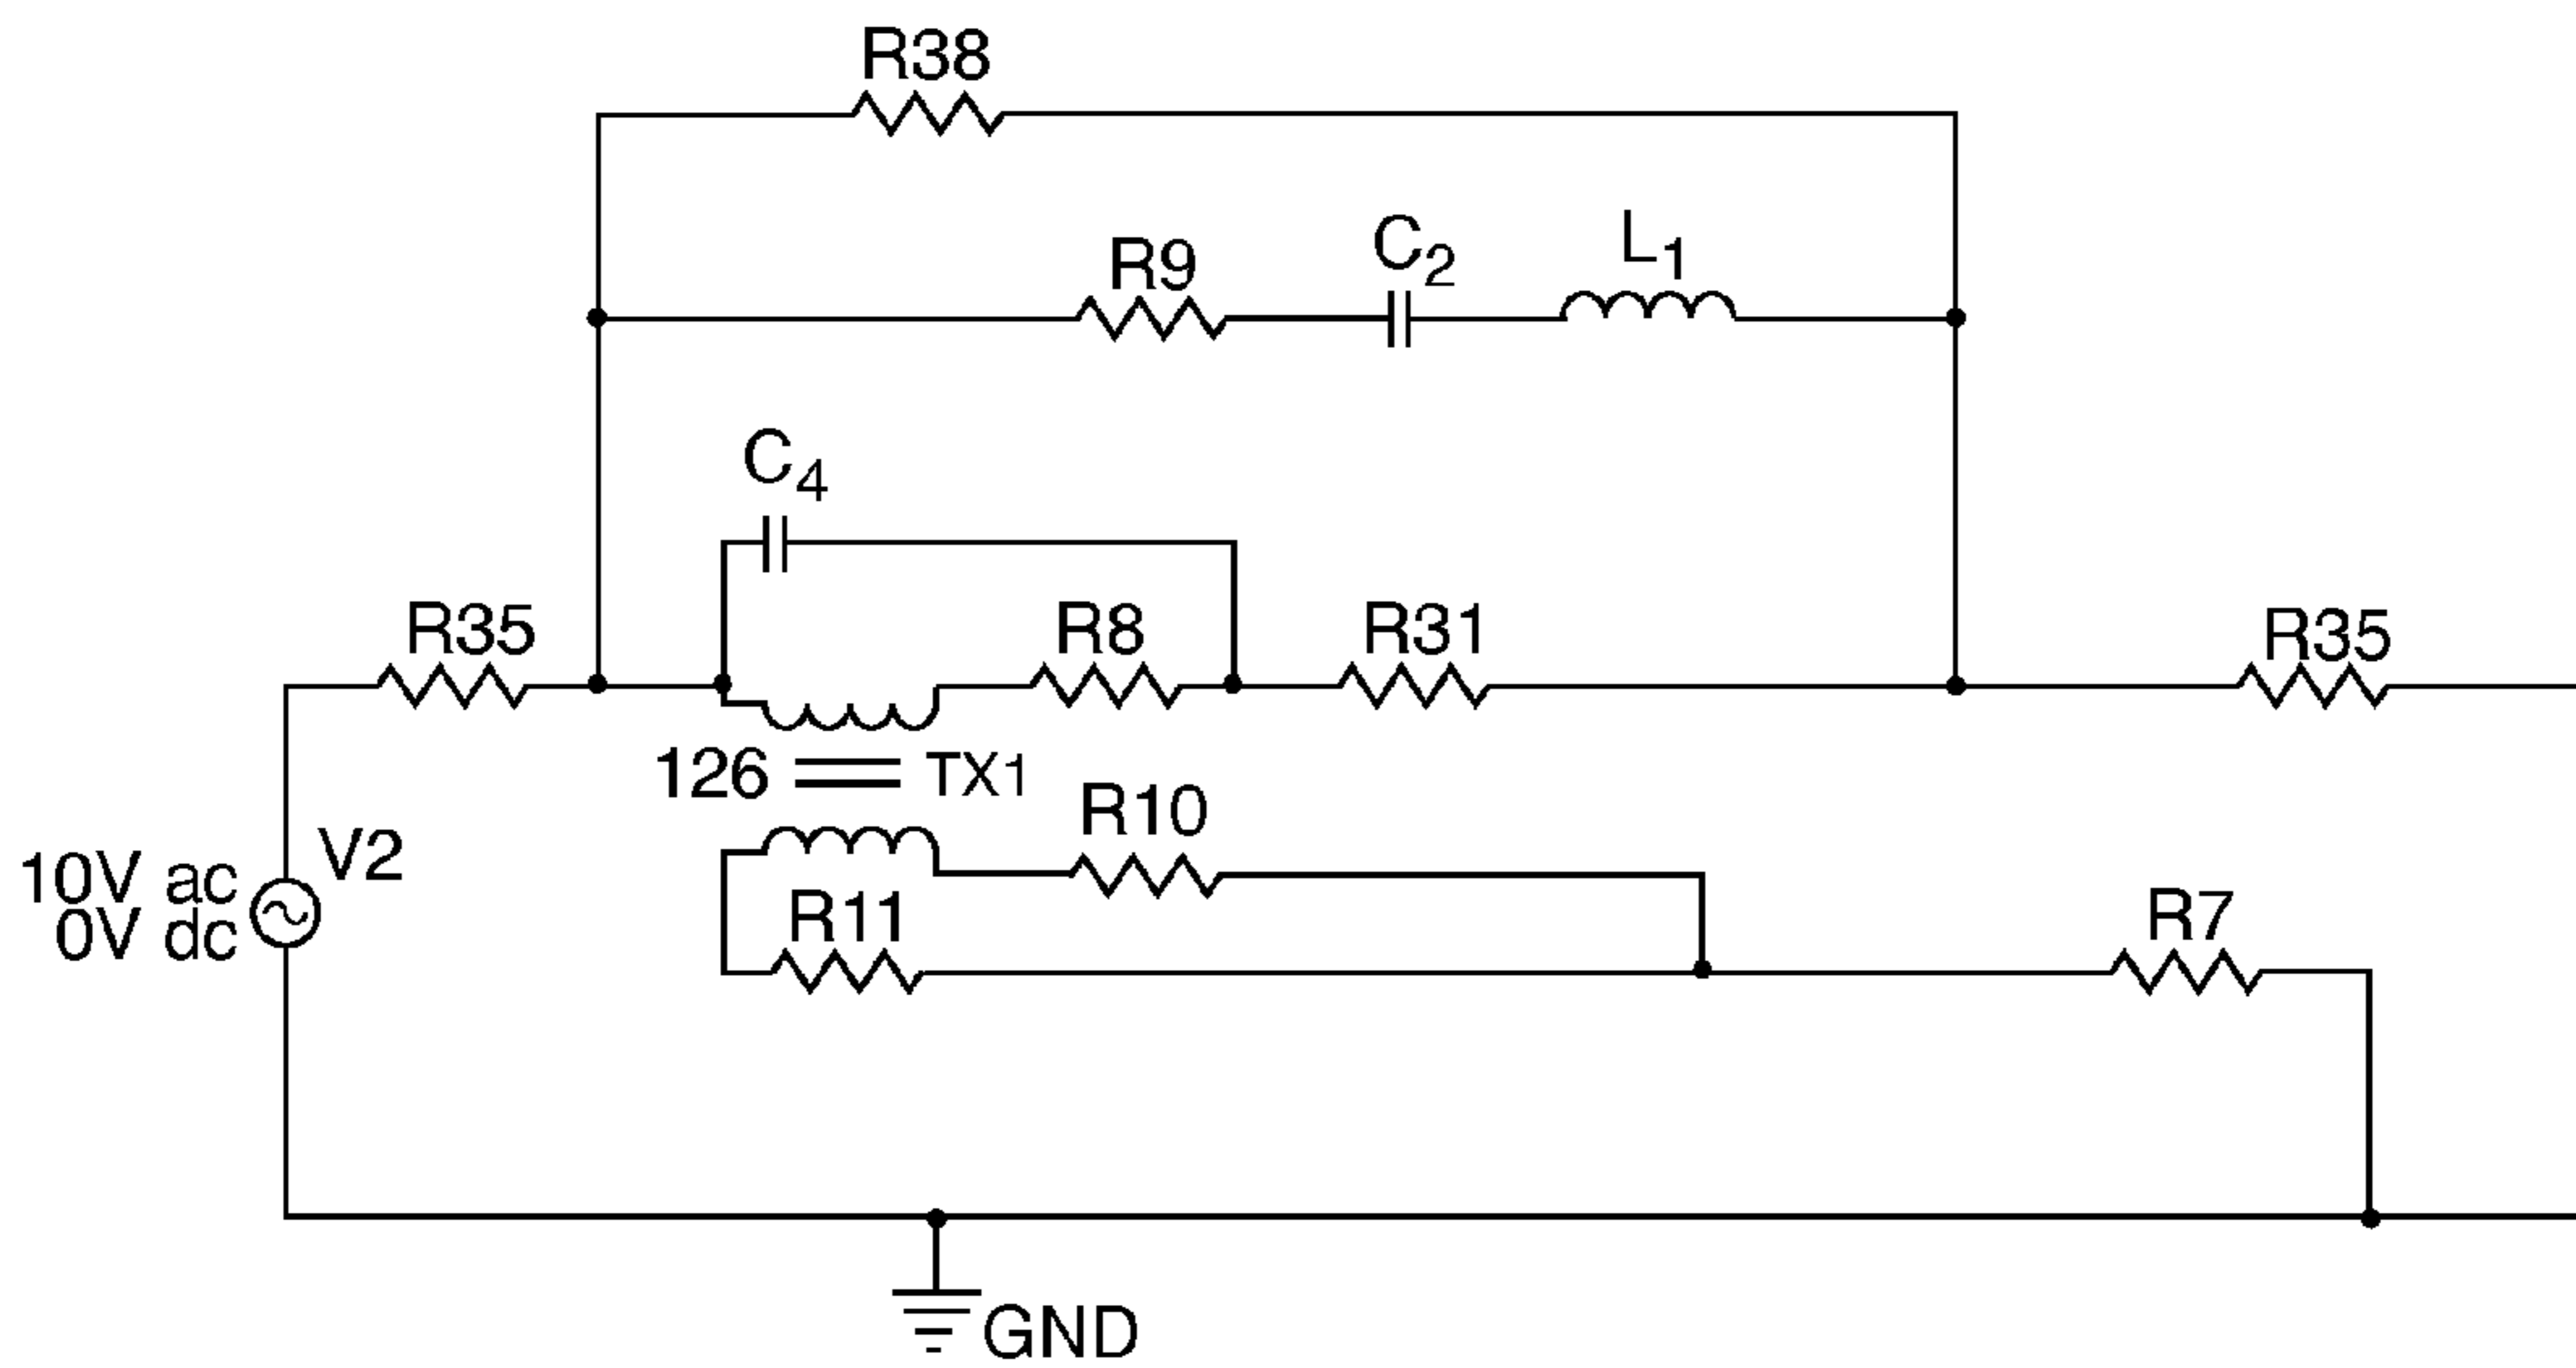 R38
R9
C2
L1
C4
R35
R8
R31
R35
126
TX1
R10
V2
10V ac
0V dc
R11
R7
GND